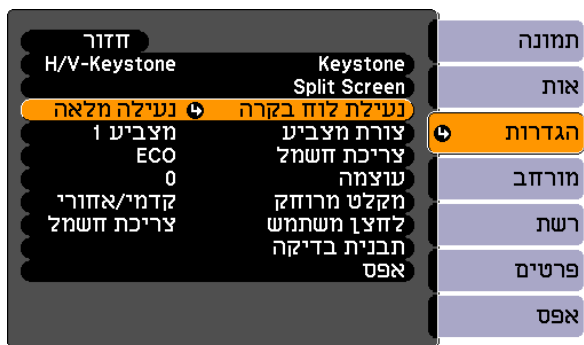 חזור
Keystone H/V-Keystone
Split Screen
נעילת לוח בקרה נעילה מלאה
צורת מצביע מצביע 1
צריכת חשמל ECO
עוצמה 0
מקלט מרוחק קדמי/אחורי
לחצן משתמש צריכת חשמל
תבנית בדיקה
אפס
תמונה
אות
הגדרות
מורחב
רשת
פרטים
אפס